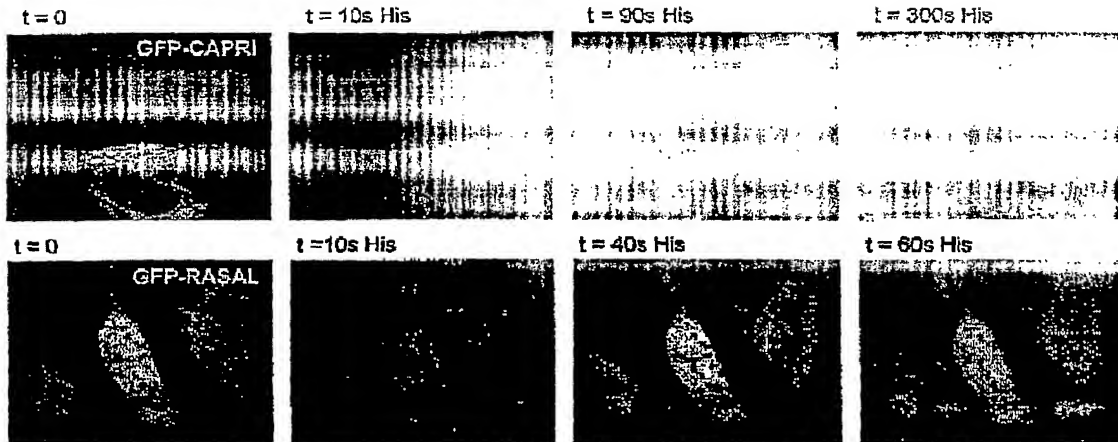 t = 0
t = 10s His
t = 90s His
t = 300s His
GFP-CAPRI
t = 0
t =10s His
t = 40s His
t = 60s His
GFP-RASAL